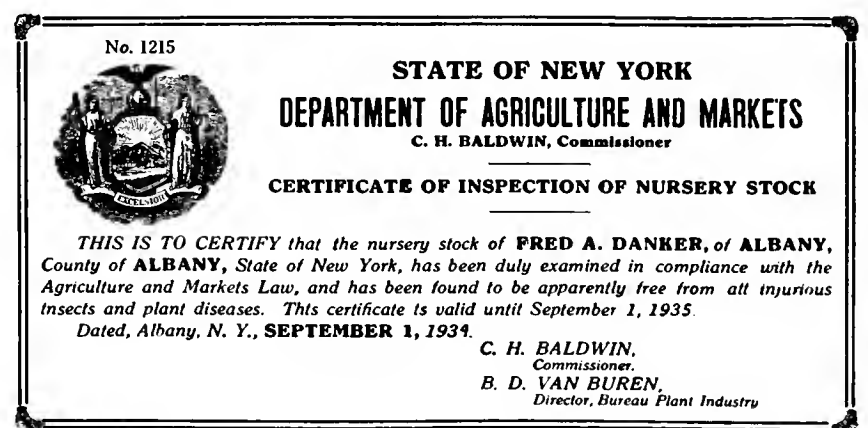 No. 1215
STATE OF NEW YORK
DEPARTMENT OF AGRICULTURE AND MARKETS
C. H. BALDWIN, Commissioner
CERTIFICATE OF INSPECTION OF NURSERY STOCK
EXCELSIOR
THIS IS TO CERTIFY that the nursery stock of FRED A. DANKER, of ALBANY,
County of ALBANY, State of New York, has been duly examined in compliance with the
Agriculture and Markets Law, and has been found to be apparently free from all injurious
insects and plant diseases. This certificate is valid until September 1, 1935.
Dated, Albany, N. Y., SEPTEMBER 1, 1934.
C. H. BALDWIN,
Commissioner.
B. D. VAN BUREN,
Director, Bureau Plant Industry